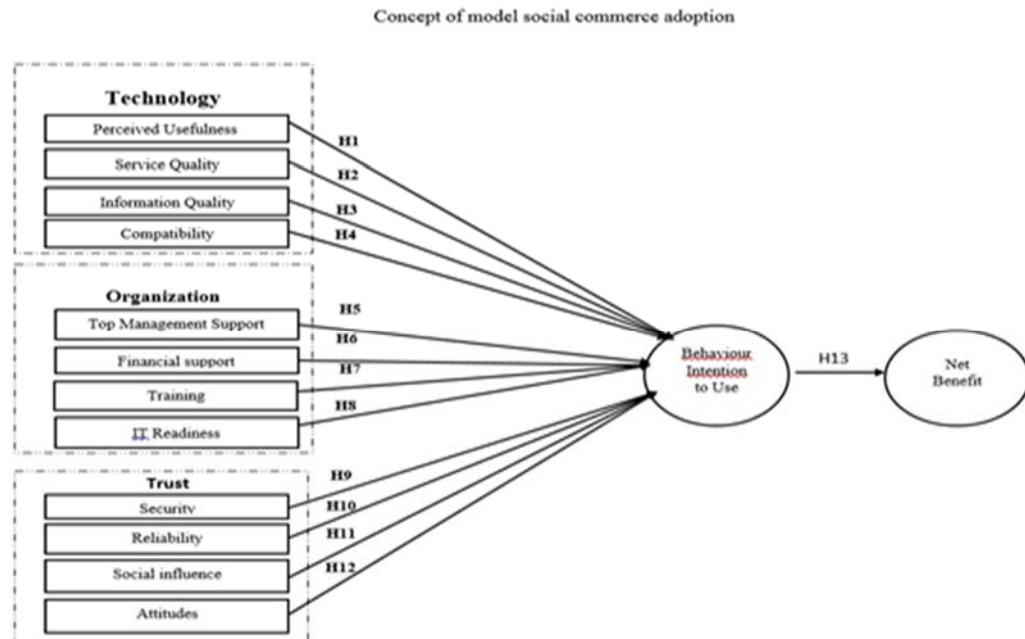 Concept of model social commerce adoption
Technology
Perceived Usefulness
Service Quality
Information Quality
Compatibility
H1
H2
H3
H4
Organization
Top Management Support
Financial support
Training
IT Readiness
H5
H6
H7
H8
Trust
Security
Reliability
Social influence
Attitudes
H9
H10
H11
H12
Behaviour
Intention
to Use
H13
Net
Benefit